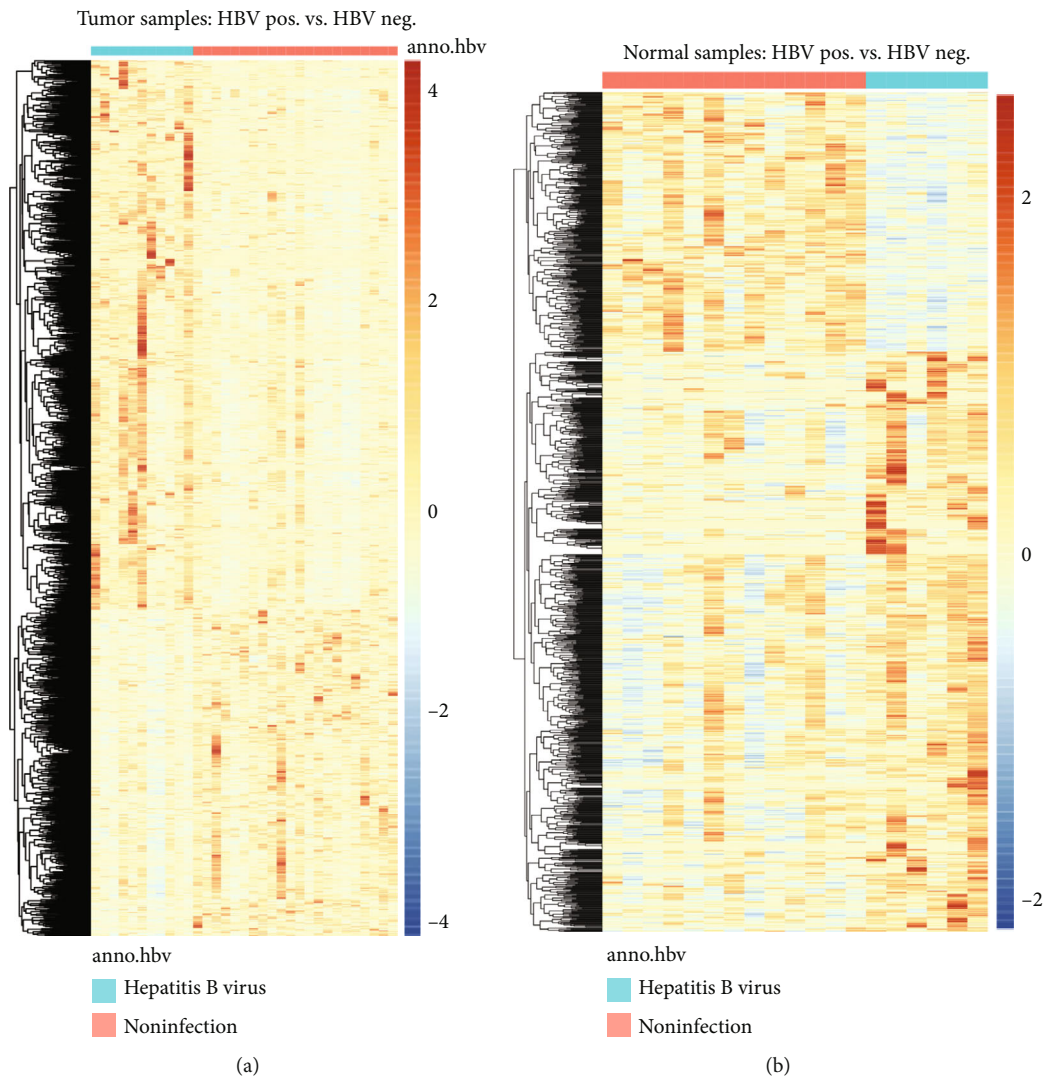 Tumor samples: HBV pos. vs. HBV neg.
anno.hbv
4
2
0
−2
−4
anno.hbv
Hepatitis B virus
Noninfection
(a)
Normal samples: HBV pos. vs. HBV neg.
2
0
−2
anno.hbv
Hepatitis B virus
Noninfection
(b)